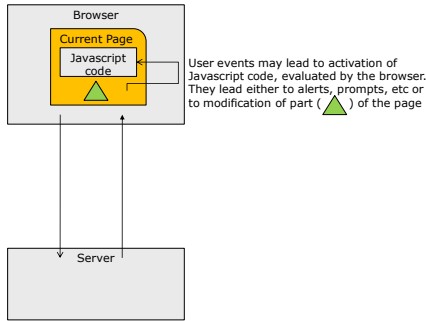 Browser
Current Page
Javascript
code
User events may lead to activation of
Javascript code, evaluated by the browser.
They lead either to alerts, prompts, etc or
to modification of part ( ) of the page
Server